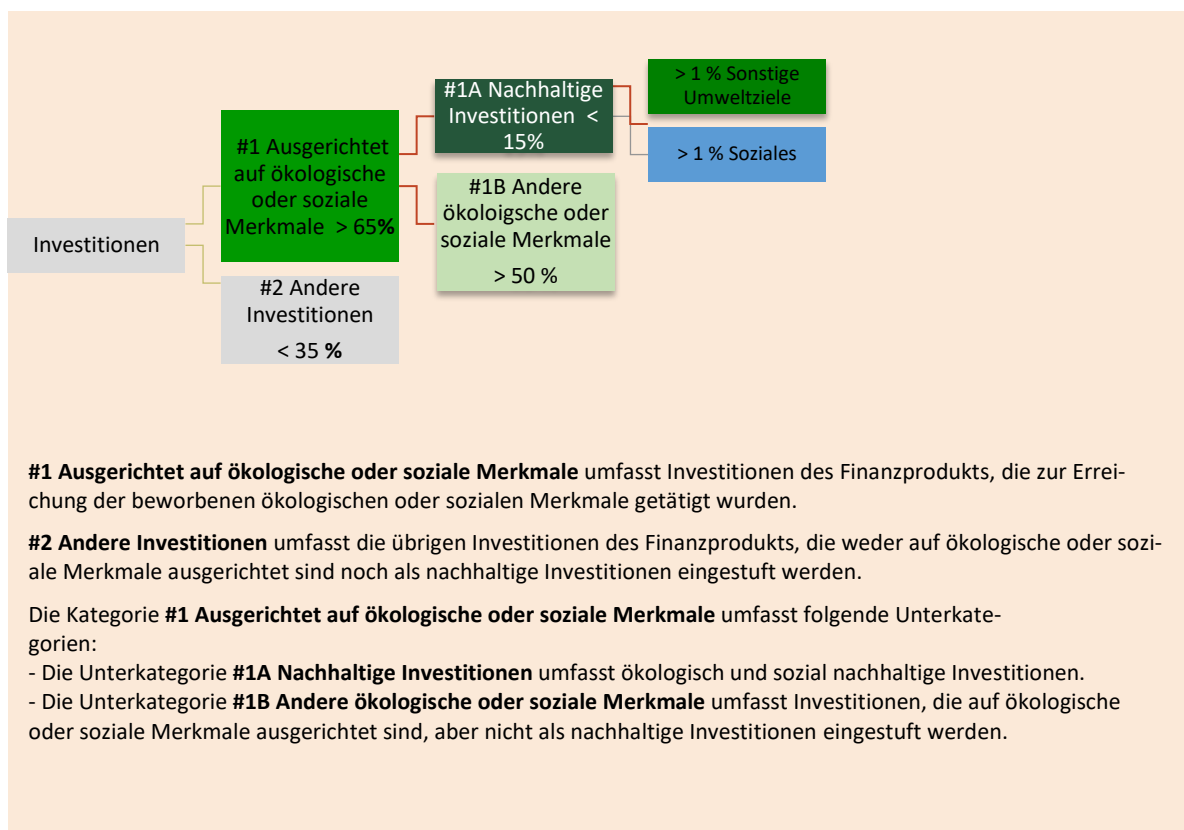 > 1 % Sonstige
Umweltziele
#1A Nachhaltige
Investitionen <
15%
> 1 % Soziales
#1 Ausgerichtet
auf ökologische
oder soziale
Merkmale > 65%
#1B Andere
ökoloigsche oder
soziale Merkmale
> 50 %
Investitionen
#2 Andere
Investitionen
< 35 %
#1 Ausgerichtet auf ökologische oder soziale Merkmale umfasst Investitionen des Finanzprodukts, die zur Errei-
chung der beworbenen ökologischen oder sozialen Merkmale getätigt wurden.
#2 Andere Investitionen umfasst die übrigen Investitionen des Finanzprodukts, die weder auf ökologische oder sozi-
ale Merkmale ausgerichtet sind noch als nachhaltige Investitionen eingestuft werden.
Die Kategorie #1 Ausgerichtet auf ökologische oder soziale Merkmale umfasst folgende Unterkate-
gorien:
- Die Unterkategorie #1A Nachhaltige Investitionen umfasst ökologisch und sozial nachhaltige Investitionen.
- Die Unterkategorie #1B Andere ökologische oder soziale Merkmale umfasst Investitionen, die auf ökologische
oder soziale Merkmale ausgerichtet sind, aber nicht als nachhaltige Investitionen eingestuft werden.